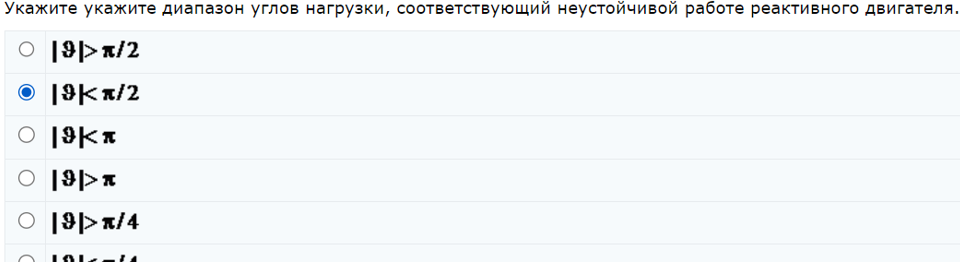 Укажите укажите диапазон углов нагрузки, соответствующий неустойчивой работе реактивного двигателя.
|ϑ|>π/2
|ϑ|<π/2
|ϑ|<π
|ϑ|>π
|ϑ|>π/4